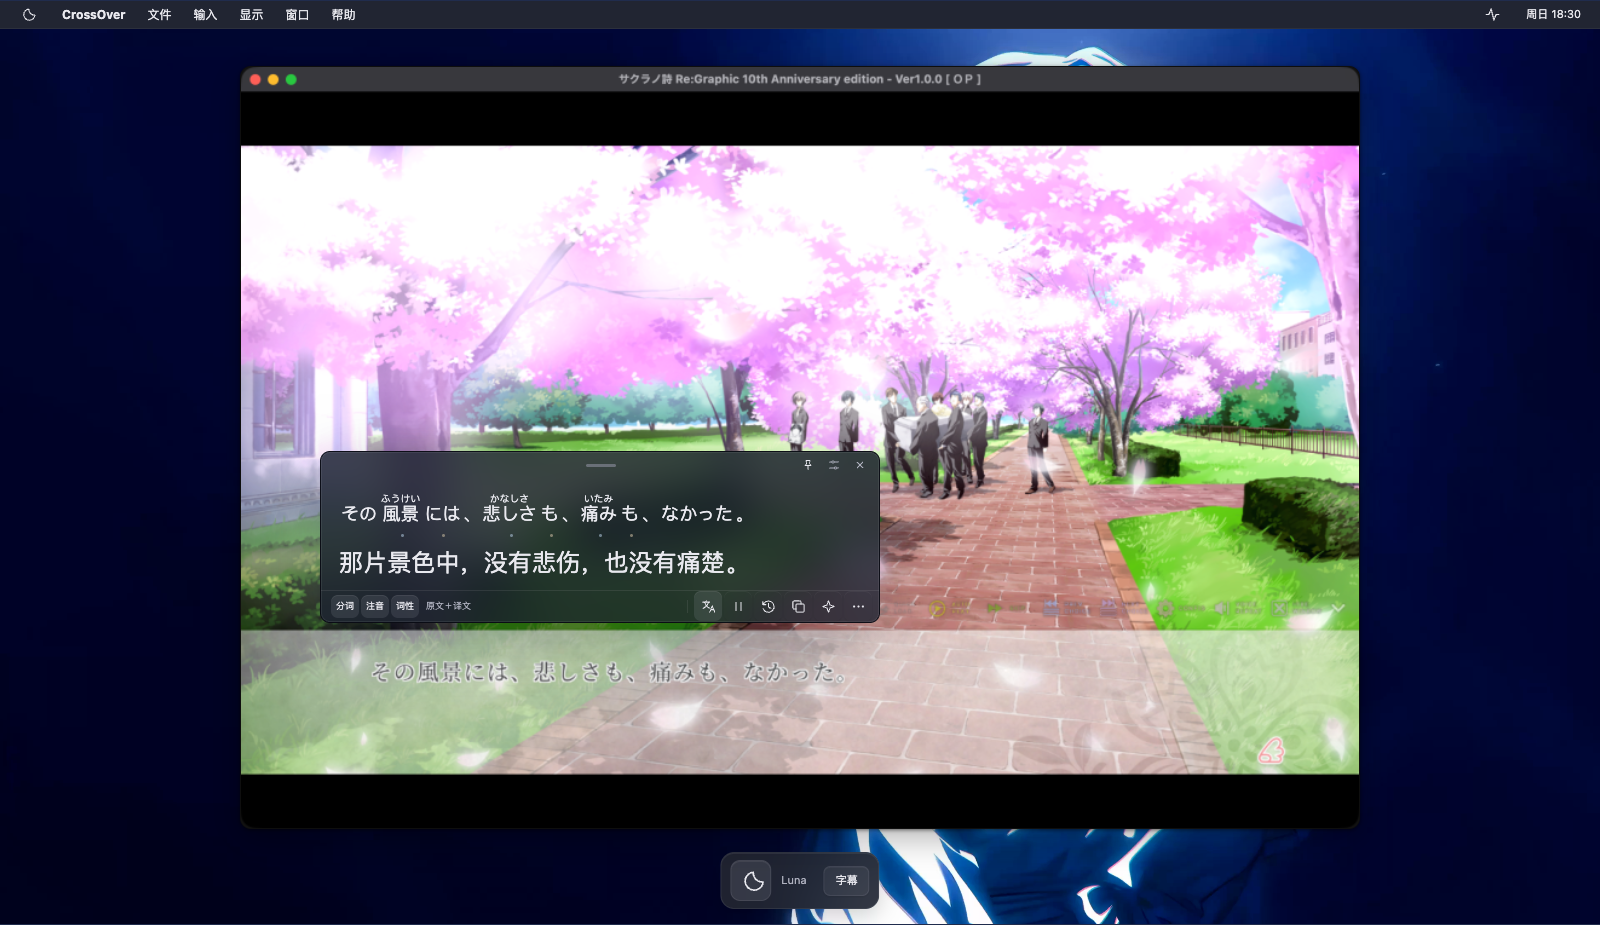 CrossOver 文件 输入 显示 窗口 帮助 周日 18:30
サクラノ詩 Re:Graphic 10th Anniversary edition - Ver1.0.0 [ O P ]
ふうけい かなしさ いたみ
その 風景 には 、 悲しさ も 、 痛み も 、 なかった 。
那片景色中，没有悲伤，也没有痛楚。
分词 注音 词性 原文+译文
その風景には、悲しさも、痛みも、なかった。
Luna 字幕